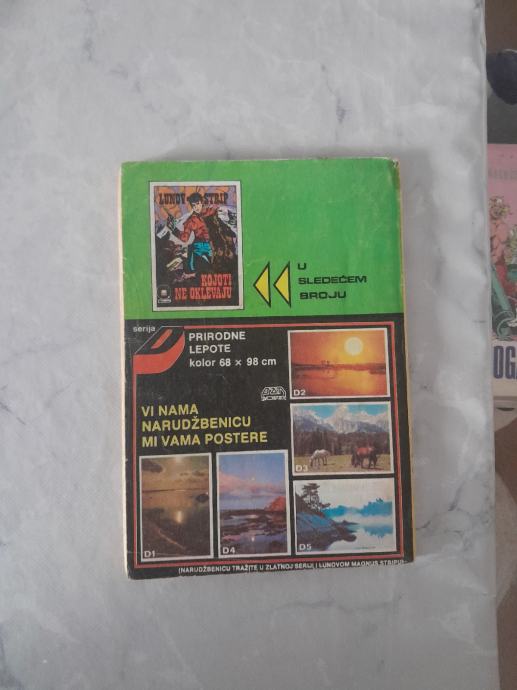 LUNOV STRIP
KOJOTI
NE OKLEVAJU
U
SLEDEĆEM
BROJU
serija
D
PRIRODNE
LEPOTE
kolor 68 × 98 cm
VI NAMA
NARUDŽBENICU
MI VAMA POSTERE
D2
D3
D1
D4
D5
(NARUDŽBENICU TRAŽITE U ZLATNOJ SERIJI I LUNOVOM MAGNUS STRIPU)
OGA